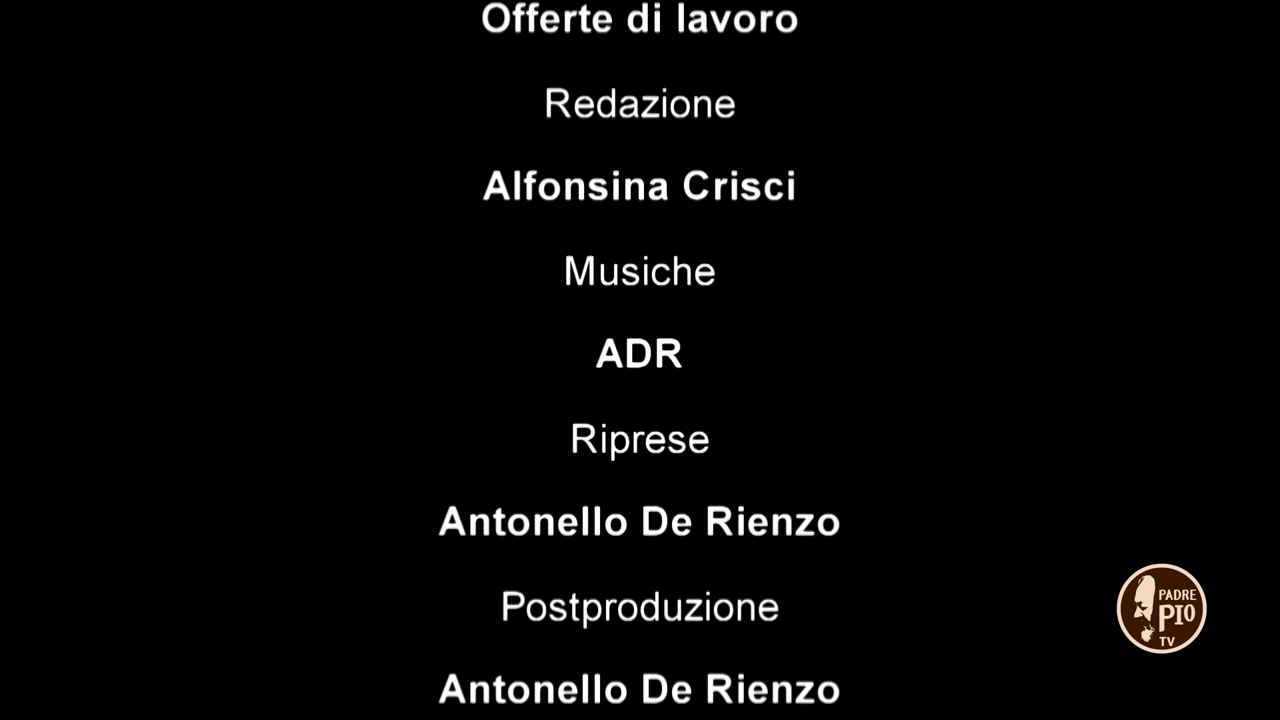 Offerte di lavoro
Redazione
Alfonsina Crisci
Musiche
ADR
Riprese
Antonello De Rienzo
Postproduzione
Antonello De Rienzo
PADRE
PIO
TV